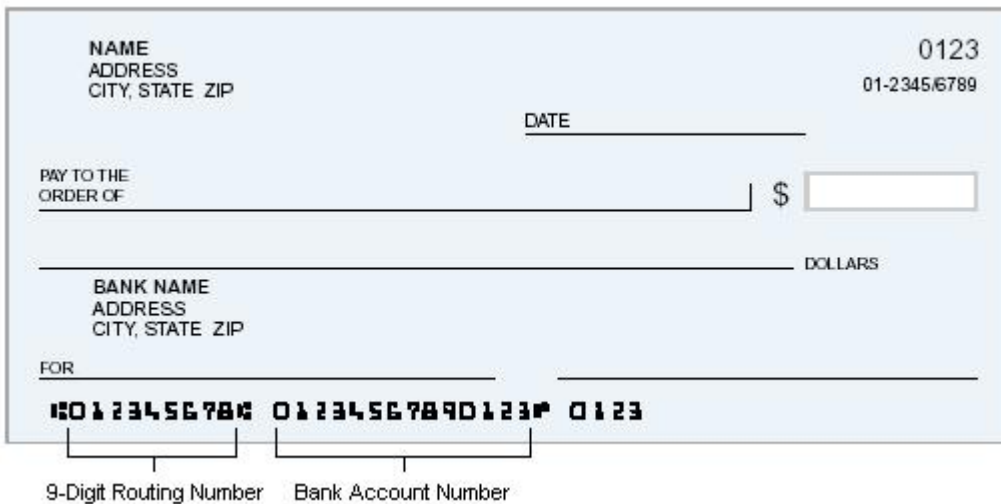 NAME
ADDRESS
CITY, STATE ZIP
0123
01-2345/6789
DATE
PAY TO THE
ORDER OF
$
DOLLARS
BANK NAME
ADDRESS
CITY, STATE ZIP
FOR
⑆012345678⑆ 01234567890123⑈ 0123
9-Digit Routing Number Bank Account Number